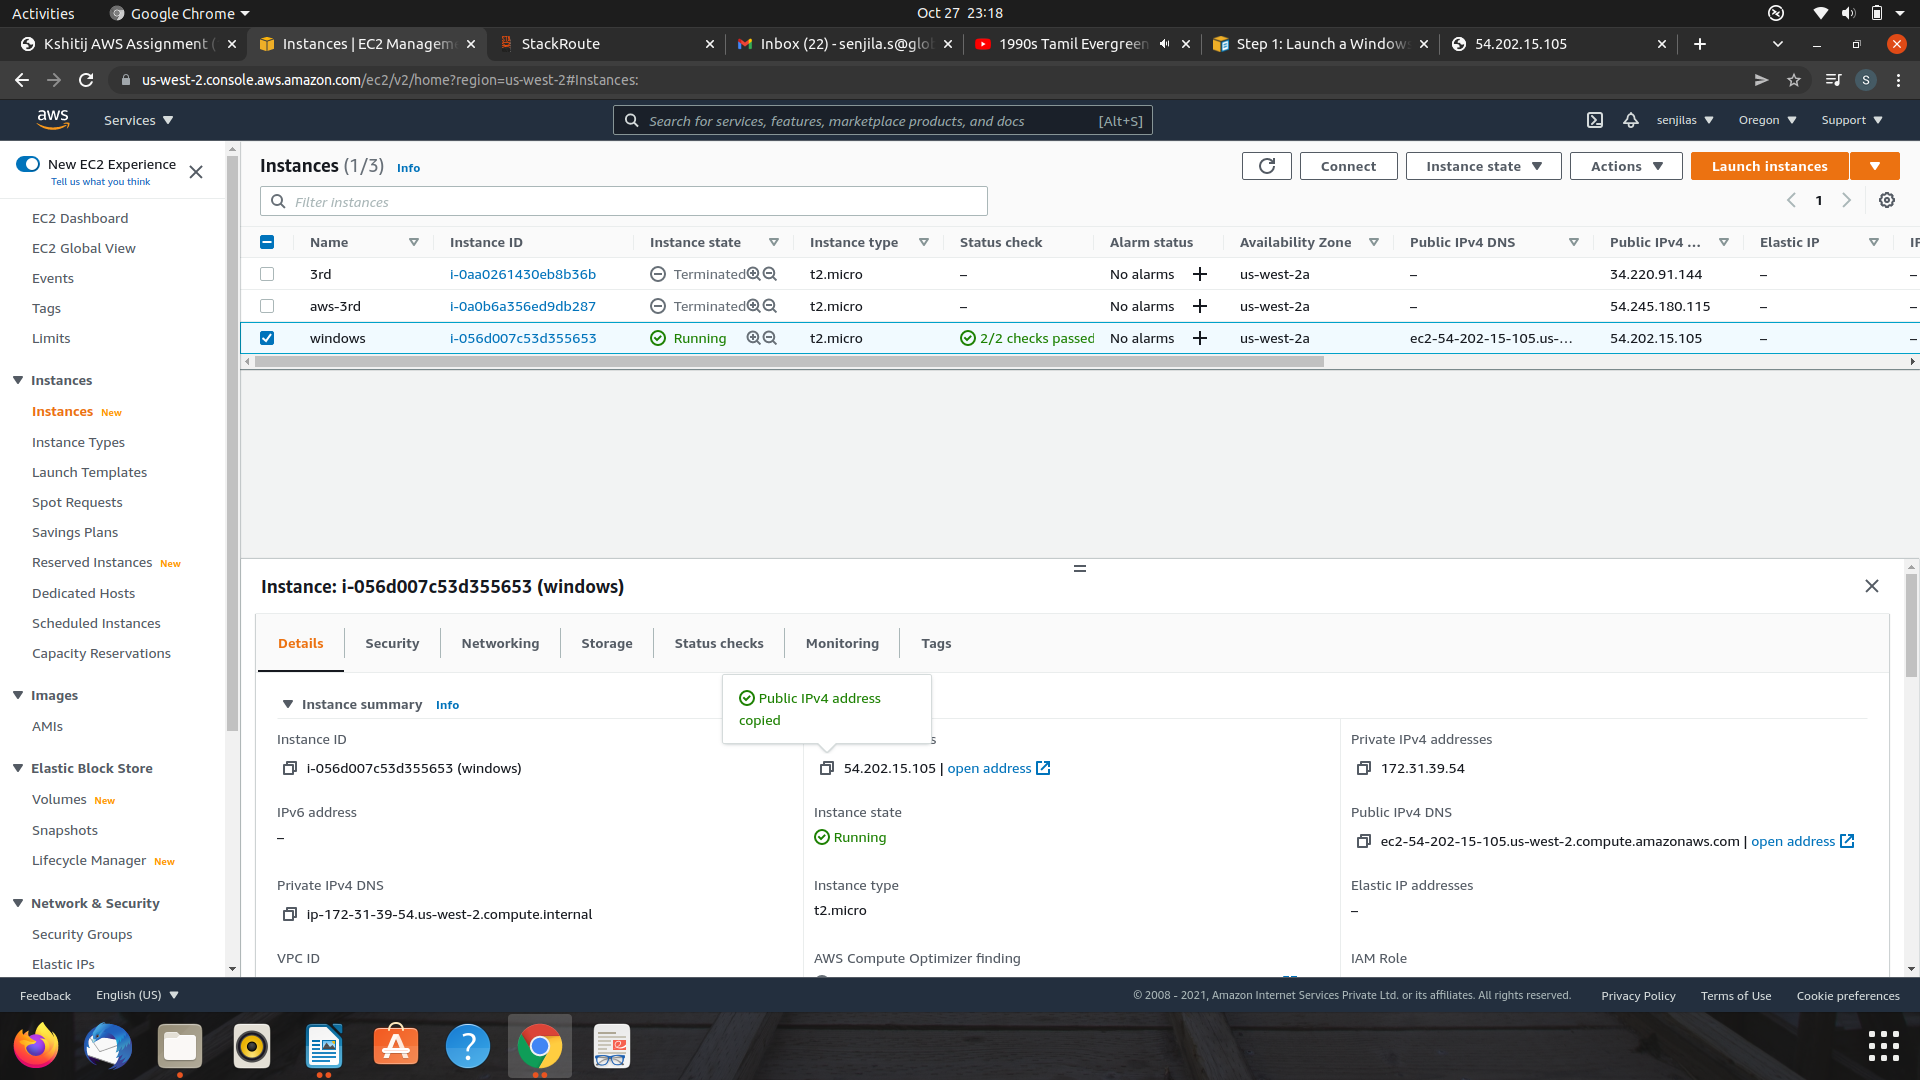 Activities
Google Chrome
Oct 27 23:18
Kshitij AWS Assignment (
Instances | EC2 Managem
StackRoute
Inbox (22) - senjila.s@glo
1990s Tamil Evergreen
Step 1: Launch a Window
54.202.15.105
us-west-2.console.aws.amazon.com/ec2/v2/home?region=us-west-2#Instances:
S
aws
Services
Search for services, features, marketplace products, and docs
[Alt+S]
senjilas
Oregon
Support
New EC2 Experience
Tell us what you think
EC2 Dashboard
EC2 Global View
Events
Tags
Limits
Instances
Instances New
Instance Types
Launch Templates
Spot Requests
Savings Plans
Reserved Instances New
Dedicated Hosts
Scheduled Instances
Capacity Reservations
Images
AMIs
Elastic Block Store
Volumes New
Snapshots
Lifecycle Manager New
Network & Security
Security Groups
Elastic IPs
Instances (1/3) Info
Connect
Instance state
Actions
Launch instances
Filter instances
1
Name Instance ID Instance state Instance type Status check Alarm status Availability Zone Public IPv4 DNS Public IPv4 ... Elastic IP IP
3rd i-0aa0261430eb8b36b Terminated t2.micro – No alarms + us-west-2a – 34.220.91.144 – –
aws-3rd i-0a0b6a356ed9db287 Terminated t2.micro – No alarms + us-west-2a – 54.245.180.115 – –
windows i-056d007c53d355653 Running t2.micro 2/2 checks passed No alarms + us-west-2a ec2-54-202-15-105.us-... 54.202.15.105 – –
Instance: i-056d007c53d355653 (windows)
Details
Security
Networking
Storage
Status checks
Monitoring
Tags
Public IPv4 address
copied
Instance summary Info
Instance ID
i-056d007c53d355653 (windows)
s
54.202.15.105 | open address
Private IPv4 addresses
172.31.39.54
IPv6 address
–
Instance state
Running
Public IPv4 DNS
ec2-54-202-15-105.us-west-2.compute.amazonaws.com | open address
Private IPv4 DNS
ip-172-31-39-54.us-west-2.compute.internal
Instance type
t2.micro
Elastic IP addresses
–
VPC ID
AWS Compute Optimizer finding
IAM Role
Feedback
English (US)
© 2008 - 2021, Amazon Internet Services Private Ltd. or its affiliates. All rights reserved.
Privacy Policy
Terms of Use
Cookie preferences